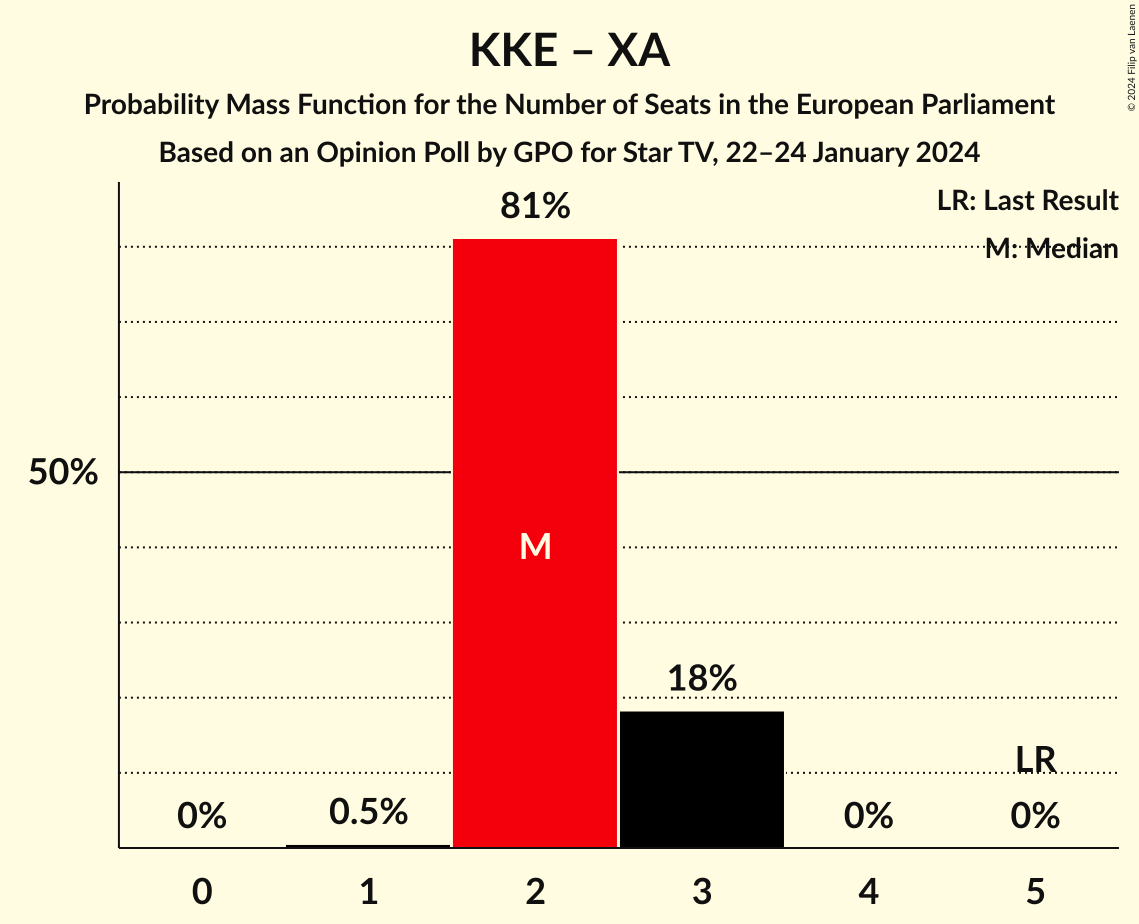 KKE – XA
Probability Mass Function for the Number of Seats in the European Parliament
Based on an Opinion Poll by GPO for Star TV, 22–24 January 2024
© 2024 Filip van Laenen
LR: Last Result
M: Median
81%
50%
M
18%
LR
0%
0.5%
0%
0%
0
1
2
3
4
5